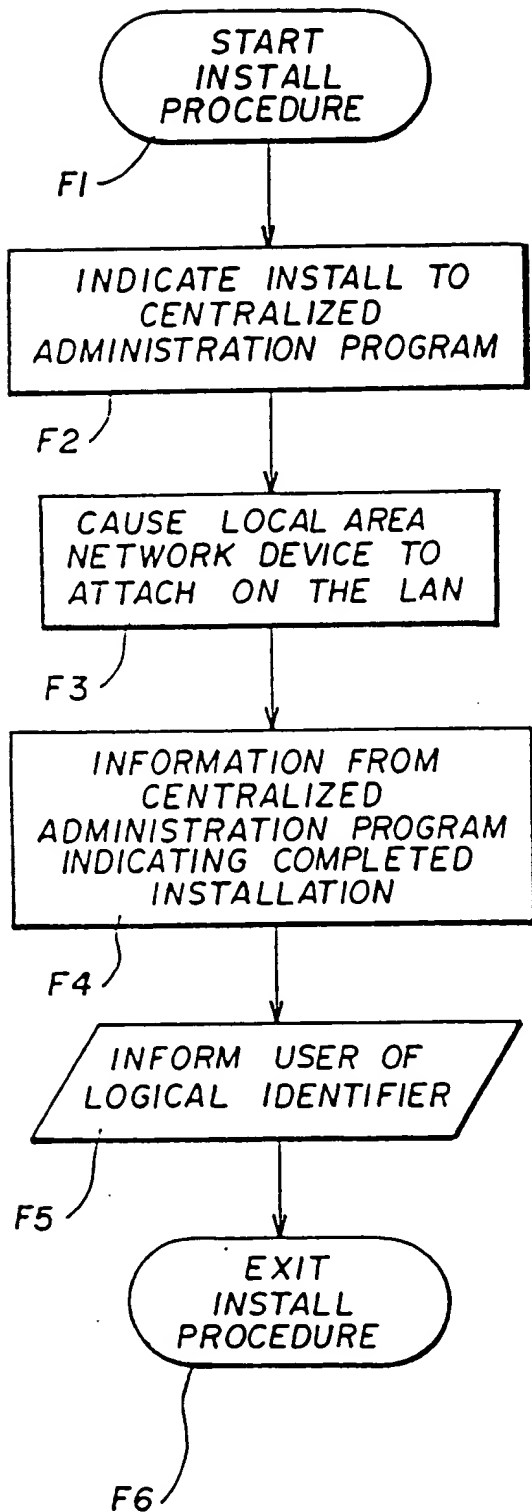 START
INSTALL
PROCEDURE
F1
INDICATE INSTALL TO
CENTRALIZED
ADMINISTRATION PROGRAM
F2
CAUSE LOCAL AREA
NETWORK DEVICE TO
ATTACH ON THE LAN
F3
INFORMATION FROM
CENTRALIZED
ADMINISTRATION PROGRAM
INDICATING COMPLETED
INSTALLATION
F4
INFORM USER OF
LOGICAL IDENTIFIER
F5
EXIT
INSTALL
PROCEDURE
F6